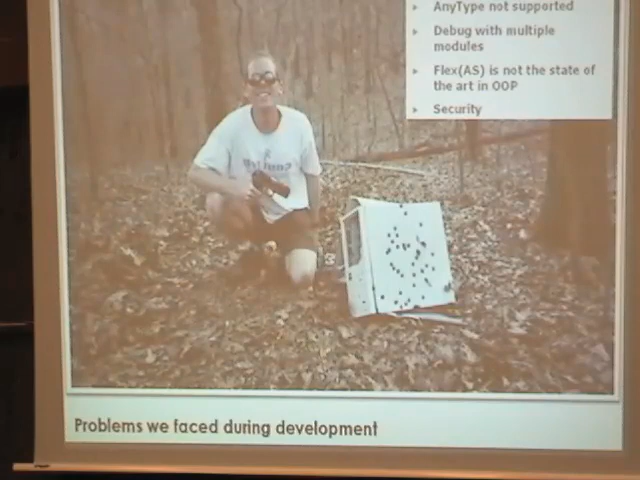 AnyType not supported
Debug with multiple
modules
Flex(AS) is not the state of
the art in OOP
Security
Problems we faced during development